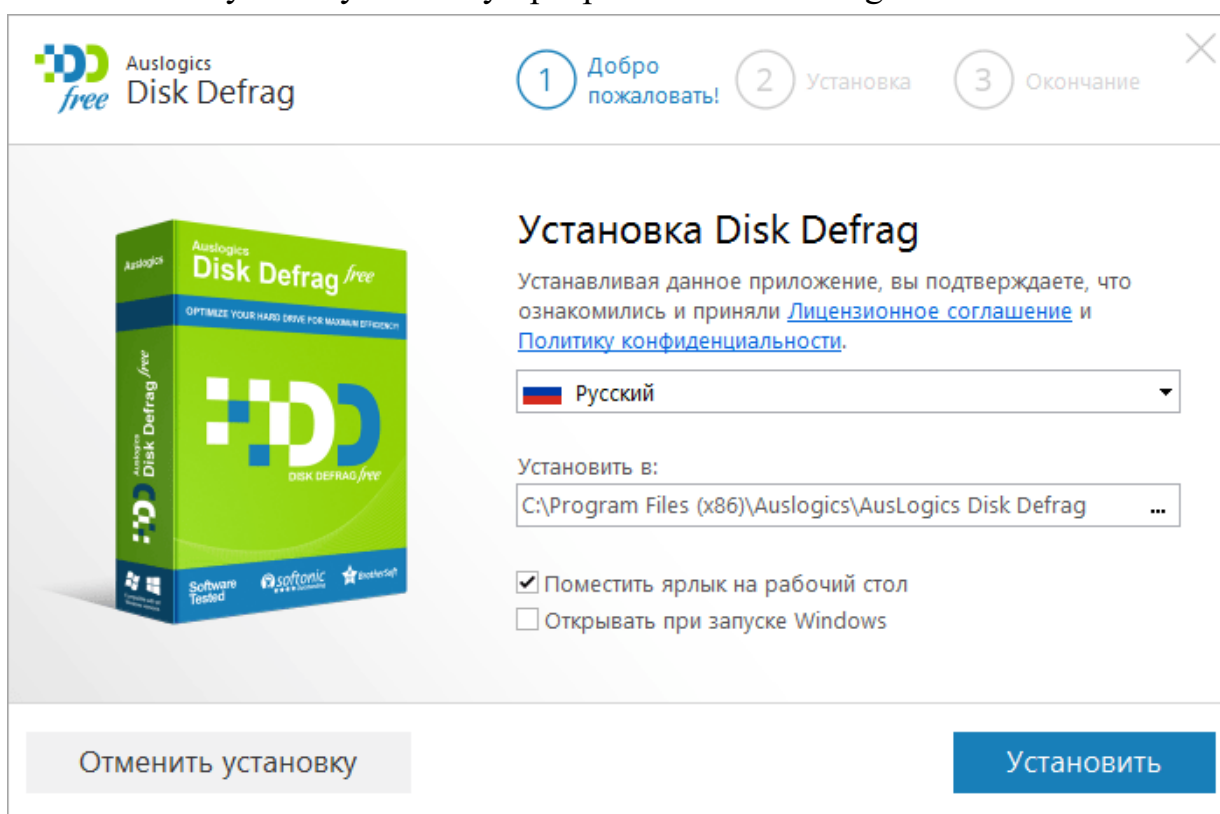 Auslogics
Disk Defrag
free
1
Добро
пожаловать!
2
Установка
3
Окончание
Auslogics
Auslogics
Disk Defrag free
OPTIMIZE YOUR HARD DRIVE FOR MAXIMUM EFFICIENCY!
DISK DEFRAG free
Auslogics
Disk Defrag free
Software
Tested
softonic
BrotherSoft
Установка Disk Defrag
Устанавливая данное приложение, вы подтверждаете, что
ознакомились и приняли Лицензионное соглашение и
Политику конфиденциальности.
Русский
Установить в:
C:\Program Files (x86)\Auslogics\AusLogics Disk Defrag ...
Поместить ярлык на рабочий стол
Открывать при запуске Windows
Отменить установку
Установить